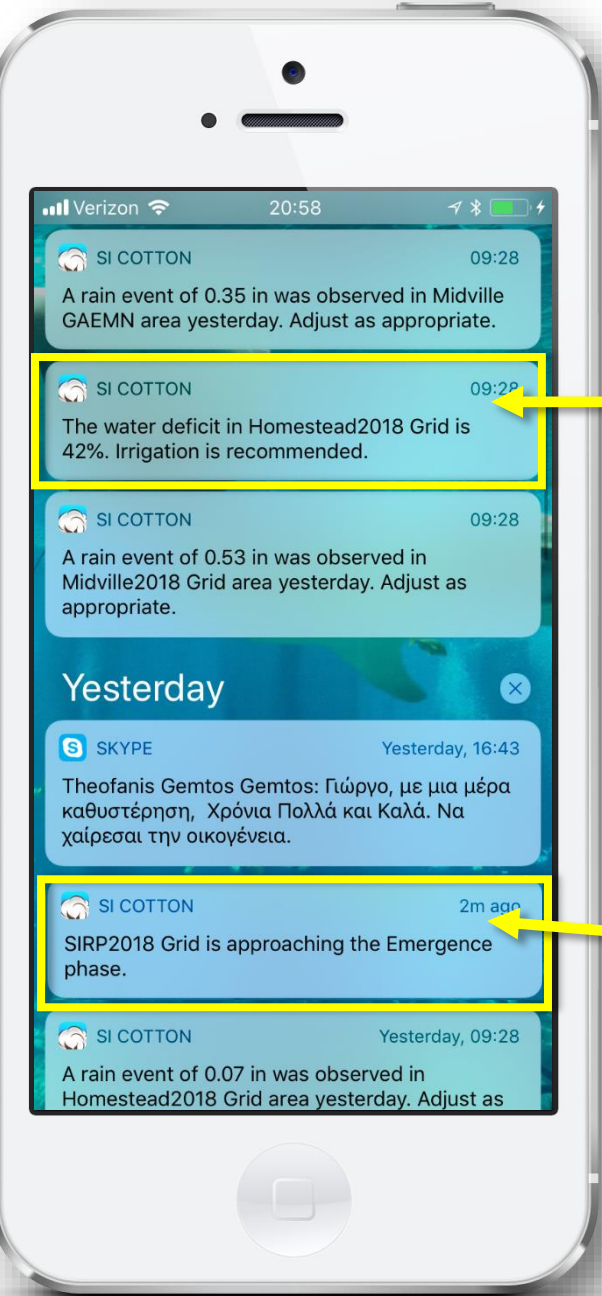 Verizon 20:58
SI COTTON 09:28
A rain event of 0.35 in was observed in Midville
GAEMN area yesterday. Adjust as appropriate.
SI COTTON 09:28
The water deficit in Homestead2018 Grid is
42%. Irrigation is recommended.
SI COTTON 09:28
A rain event of 0.53 in was observed in
Midville2018 Grid area yesterday. Adjust as
appropriate.
Yesterday
S SKYPE Yesterday, 16:43
Theofanis Gemtos Gemtos: Γιώργο, με μια μέρα
καθυστέρηση, Χρόνια Πολλά και Καλά. Να
χαίρεσαι την οικογένεια.
SI COTTON 2m ago
SIRP2018 Grid is approaching the Emergence
phase.
SI COTTON Yesterday, 09:28
A rain event of 0.07 in was observed in
Homestead2018 Grid area yesterday. Adjust as